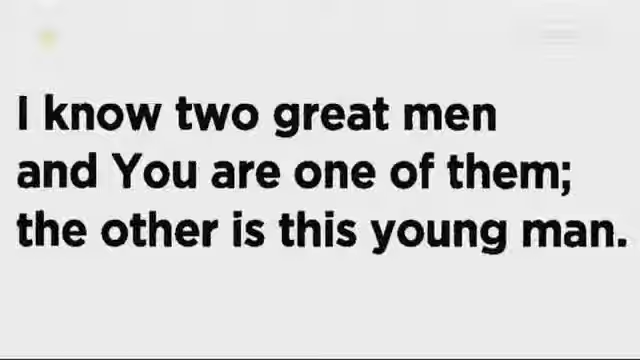 I know two great men
and You are one of them;
the other is this young man.